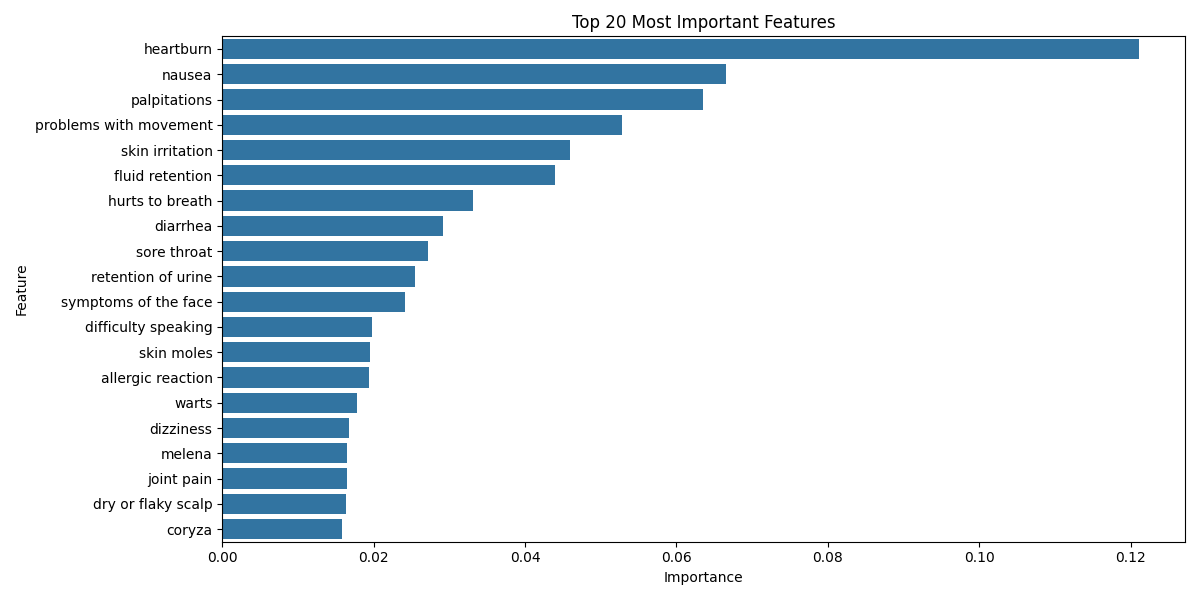 Top 20 Most Important Features
heartburn
nausea
palpitations
problems with movement
skin irritation
fluid retention
hurts to breath
diarrhea
sore throat
retention of urine
symptoms of the face
difficulty speaking
skin moles
allergic reaction
warts
dizziness
melena
joint pain
dry or flaky scalp
coryza
Feature
0.00 0.02 0.04 0.06 0.08 0.10 0.12
Importance